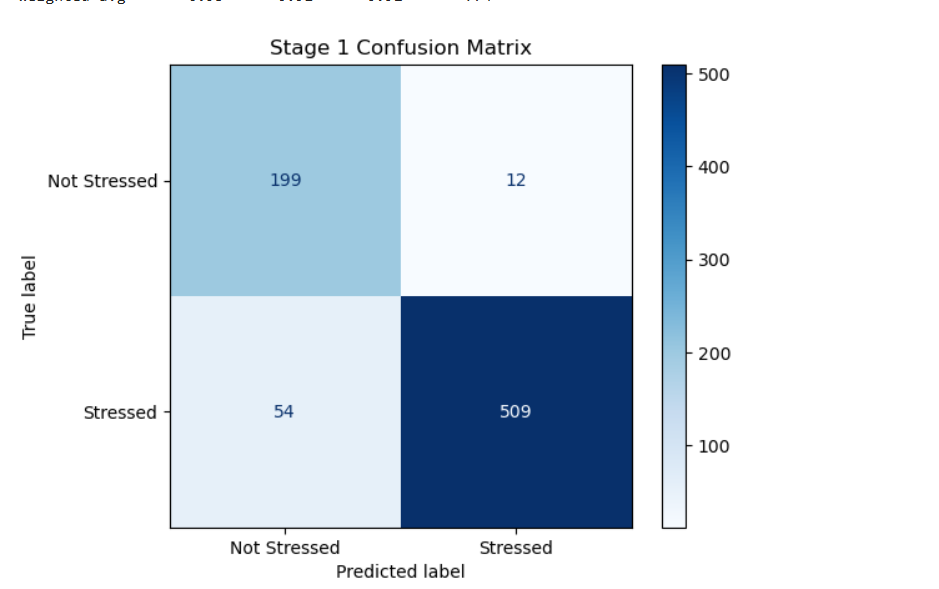 Stage 1 Confusion Matrix
500
Not Stressed
199
12
400
300
True label
200
Stressed
54
509
100
Not Stressed
Stressed
Predicted label